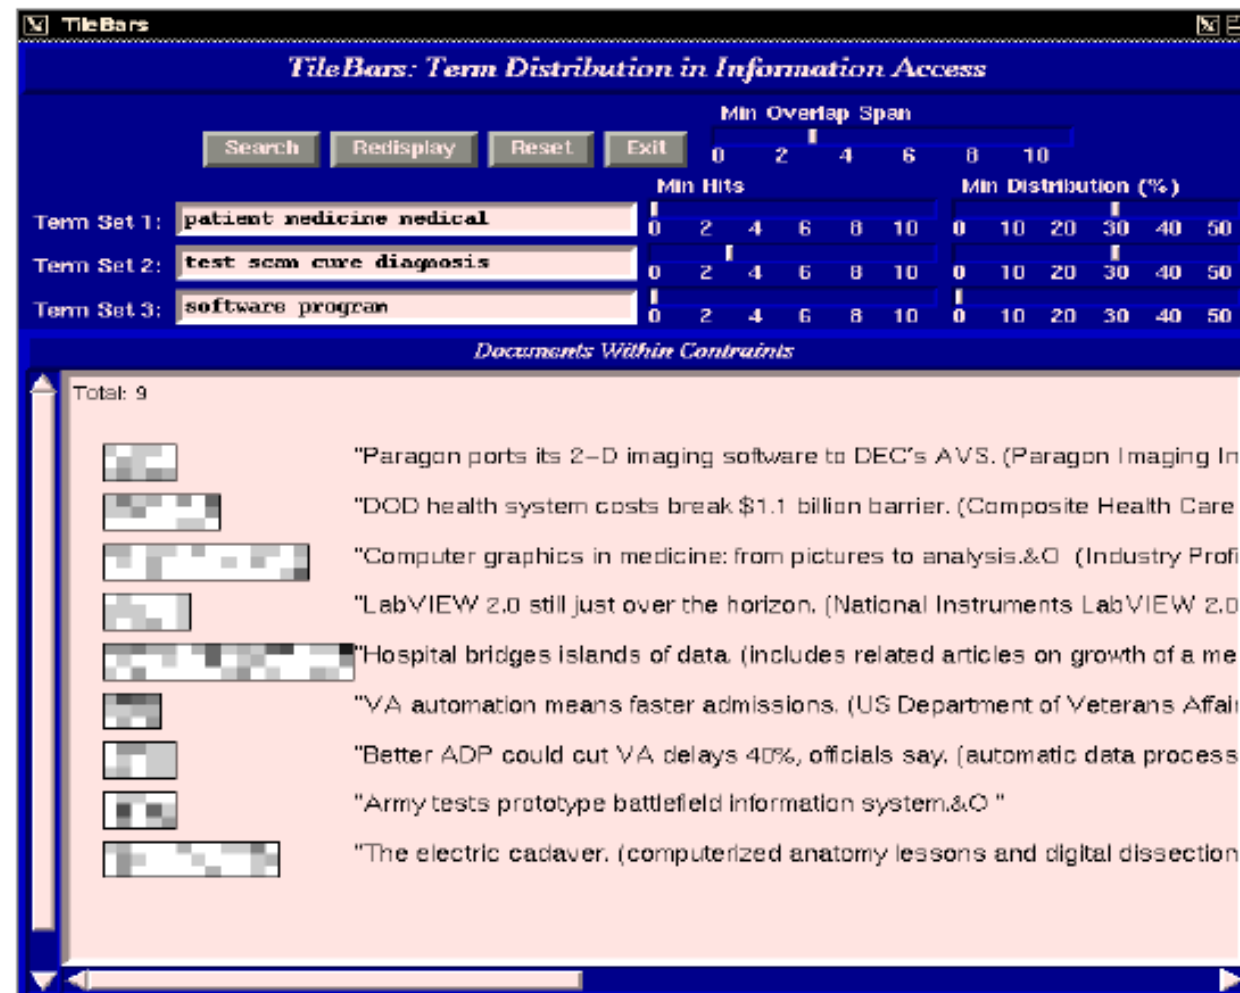 TileBars
TileBars: Term Distribution in Information Access
Min Overlap Span
Search Redisplay Reset Exit
0 2 4 6 8 10
Min Hits Min Distribution (%)
Term Set 1: patient medicine medical
0 2 4 6 8 10 0 10 20 30 40 50
Term Set 2: test scan cure diagnosis
0 2 4 6 8 10 0 10 20 30 40 50
Term Set 3: software program
0 2 4 6 8 10 0 10 20 30 40 50
Documents Within Contraints
Total: 9
"Paragon ports its 2-D imaging software to DEC's AVS. (Paragon Imaging In
"DOD health system costs break $1.1 billion barrier. (Composite Health Care
"Computer graphics in medicine: from pictures to analysis.&O (Industry Profi
"LabVIEW 2.0 still just over the horizon. (National Instruments LabVIEW 2.0
"Hospital bridges islands of data. (includes related articles on growth of a me
"VA automation means faster admissions. (US Department of Veterans Affai
"Better ADP could cut VA delays 40%, officials say. (automatic data process
"Army tests prototype battlefield information system.&O "
"The electric cadaver. (computerized anatomy lessons and digital dissection